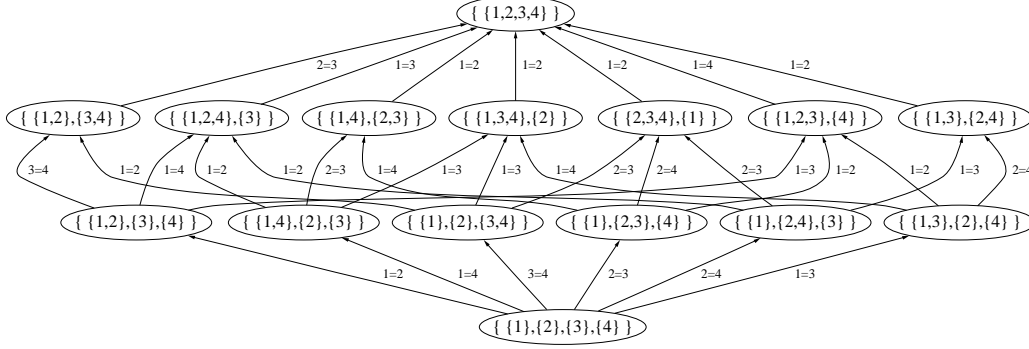 { {1,2,3,4} }
2=3 1=3 1=2 1=2 1=2 1=4 1=2
{ {1,2},{3,4} } { {1,2,4},{3} } { {1,4},{2,3} } { {1,3,4},{2} } { {2,3,4},{1} } { {1,2,3},{4} } { {1,3},{2,4} }
3=4 1=2 1=4 1=2 2=3 1=2 1=4 1=3 1=3 1=4 2=3 2=4 2=3 1=3 1=2 1=2 1=3 2=4
{ {1,2},{3},{4} } { {1,4},{2},{3} } { {1},{2},{3,4} } { {1},{2,3},{4} } { {1},{2,4},{3} } { {1,3},{2},{4} }
1=2 1=4 3=4 2=3 2=4 1=3
{ {1},{2},{3},{4} }